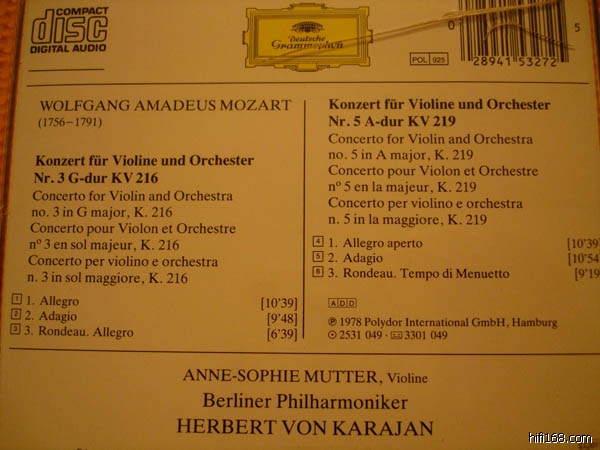 COMPACT
disc
DIGITAL AUDIO
Deutsche
Grammophon
POL 925
0
28941 53272
5
WOLFGANG AMADEUS MOZART
(1756–1791)
Konzert für Violine und Orchester
Nr. 3 G-dur KV 216
Concerto for Violin and Orchestra
no. 3 in G major, K. 216
Concerto pour Violon et Orchestre
nº 3 en sol majeur, K. 216
Concerto per violino e orchestra
n. 3 in sol maggiore, K. 216
1 1. Allegro [10'39]
2 2. Adagio [9'48]
3 3. Rondeau. Allegro [6'39]
Konzert für Violine und Orchester
Nr. 5 A-dur KV 219
Concerto for Violin and Orchestra
no. 5 in A major, K. 219
Concerto pour Violon et Orchestre
nº 5 en la majeur, K. 219
Concerto per violino e orchestra
n. 5 in la maggiore, K. 219
4 1. Allegro aperto [10'39]
5 2. Adagio [10'54]
6 3. Rondeau. Tempo di Menuetto [9'19
ADD
℗ 1978 Polydor International GmbH, Hamburg
2531 049 · 3301 049
ANNE-SOPHIE MUTTER, Violine
Berliner Philharmoniker
HERBERT VON KARAJAN
hifi168.com